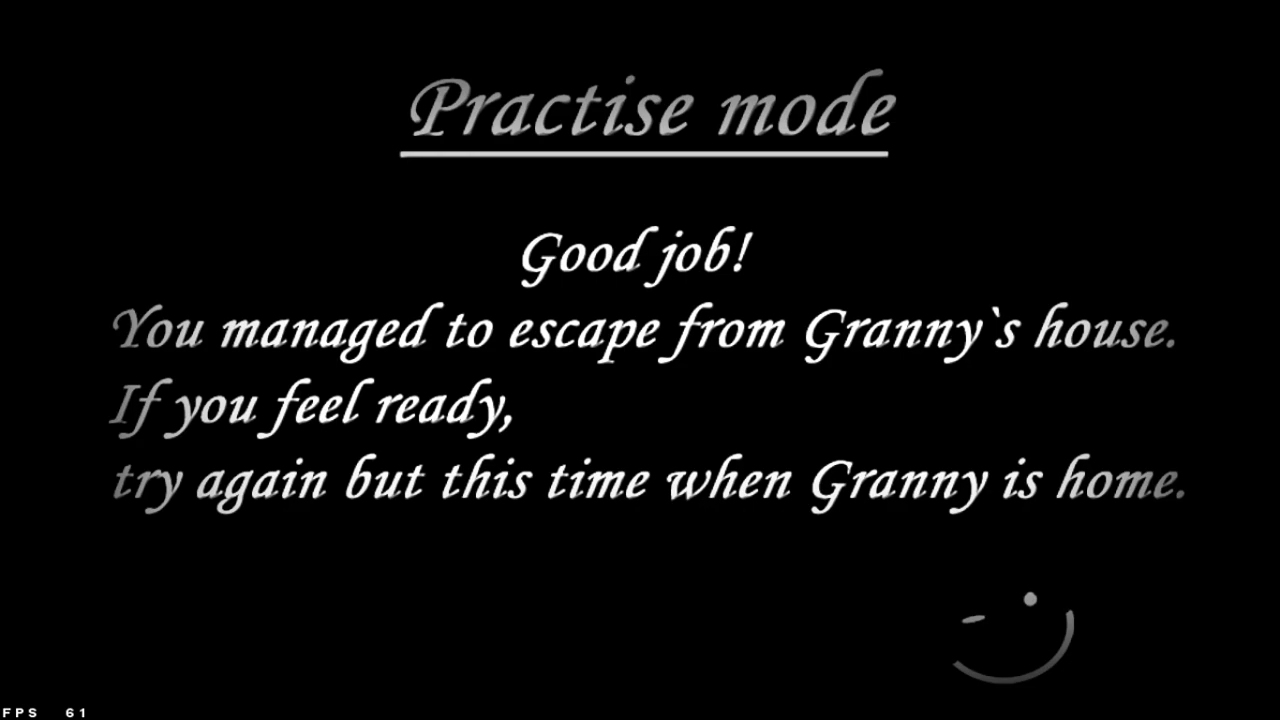 Practise mode
Good job!
You managed to escape from Granny`s house.
If you feel ready,
try again but this time when Granny is home.
FPS 61